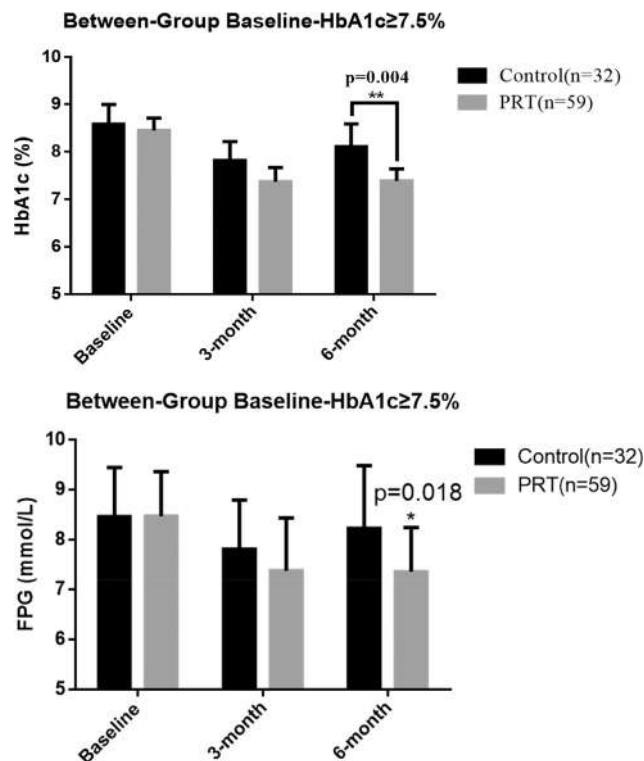 Between-Group Baseline-HbA1c≥7.5%
p=0.004
**
Control(n=32)
PRT(n=59)
HbA1c (%)
9
8
7
6
5
Baseline
3-month
6-month
Between-Group Baseline-HbA1c≥7.5%
Control(n=32)
PRT(n=59)
p=0.018
*
FPG (mmol/L)
10
9
8
7
6
5
Baseline
3-month
6-month